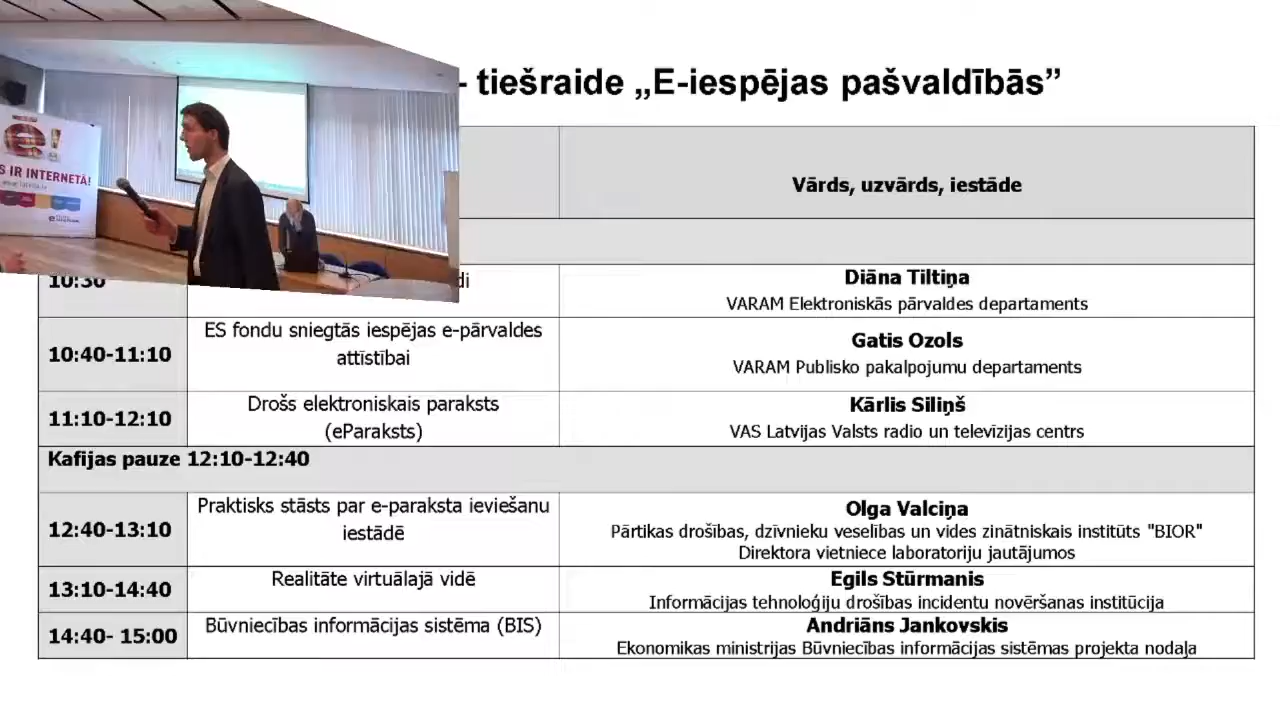 - tiešraide „E-iespējas pašvaldībās”
e!
S IR INTERNETĀ!
Vārds, uzvārds, iestāde
10:30
di
Diāna Tiltiņa
VARAM Elektroniskās pārvaldes departaments
10:40-11:10
ES fondu sniegtās iespējas e-pārvaldes
attīstībai
Gatis Ozols
VARAM Publisko pakalpojumu departaments
11:10-12:10
Drošs elektroniskais paraksts
(eParaksts)
Kārlis Siliņš
VAS Latvijas Valsts radio un televīzijas centrs
Kafijas pauze 12:10-12:40
12:40-13:10
Praktisks stāsts par e-paraksta ieviešanu
iestādē
Olga Valciņa
Pārtikas drošības, dzīvnieku veselības un vides zinātniskais institūts "BIOR"
Direktora vietniece laboratoriju jautājumos
13:10-14:40
Realitāte virtuālajā vidē
Egils Stūrmanis
Informācijas tehnoloģiju drošības incidentu novēršanas institūcija
14:40- 15:00
Būvniecības informācijas sistēma (BIS)
Andriāns Jankovskis
Ekonomikas ministrijas Būvniecības informācijas sistēmas projekta nodaļa